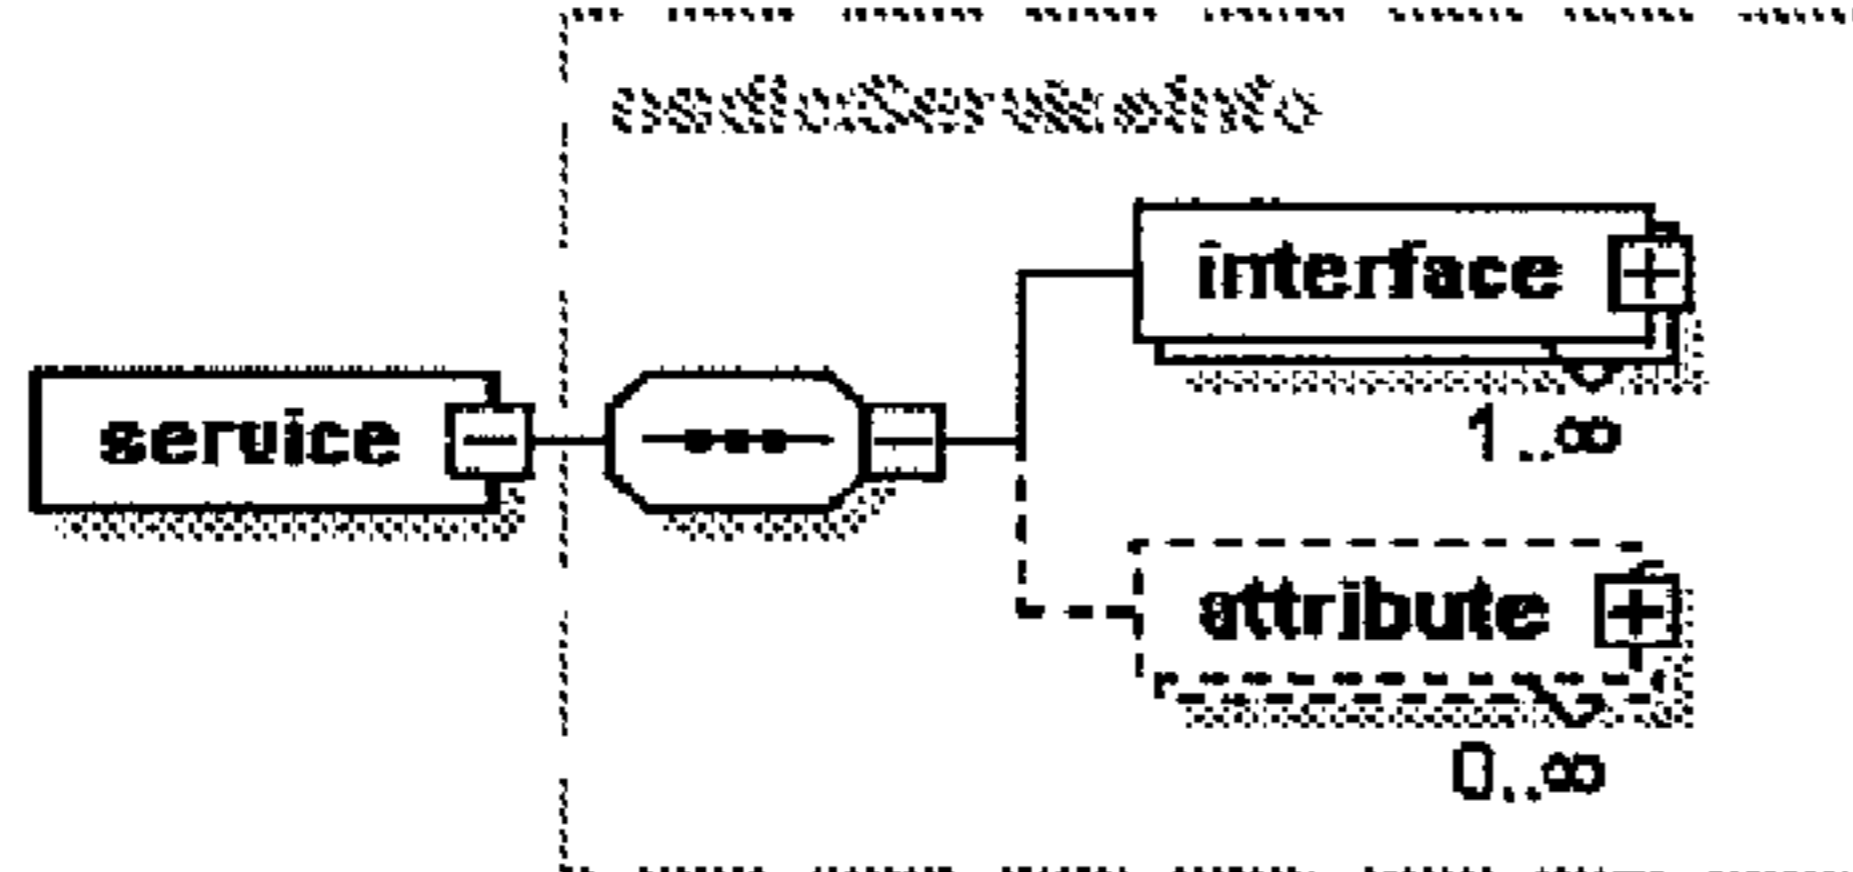 service
interface
1..∞
attribute
0..∞